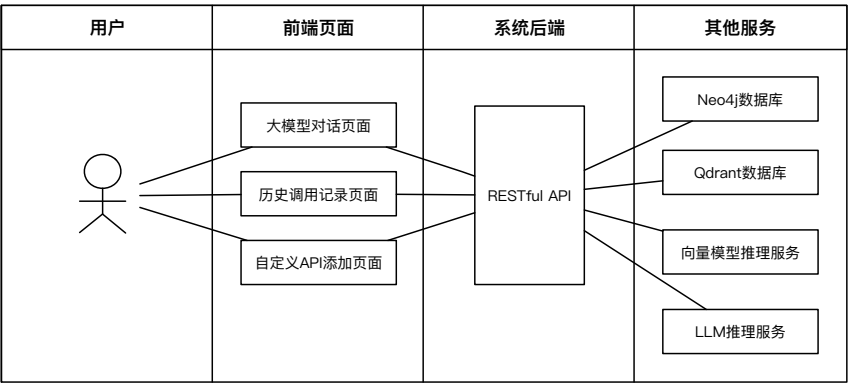 用户
前端页面
系统后端
其他服务
大模型对话页面
历史调用记录页面
自定义API添加页面
RESTful API
Neo4j数据库
Qdrant数据库
向量模型推理服务
LLM推理服务